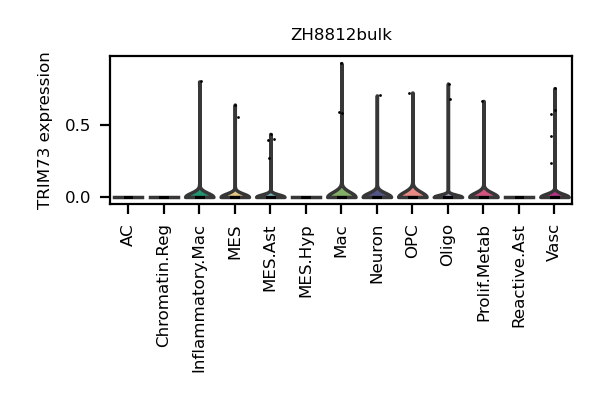 ZH8812bulk
TRIM73 expression
0.5
0.0
AC
Chromatin.Reg
Inflammatory.Mac
MES
MES.Ast
MES.Hyp
Mac
Neuron
OPC
Oligo
Prolif.Metab
Reactive.Ast
Vasc